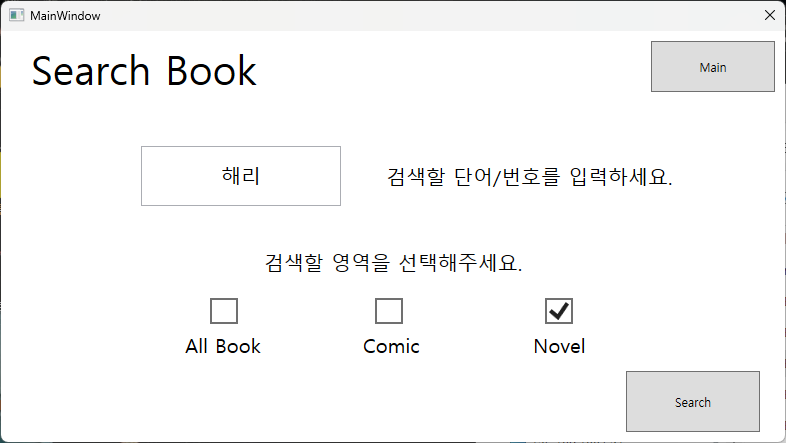 MainWindow
Search Book
Main
해리
검색할 단어/번호를 입력하세요.
검색할 영역을 선택해주세요.
All Book
Comic
Novel
Search